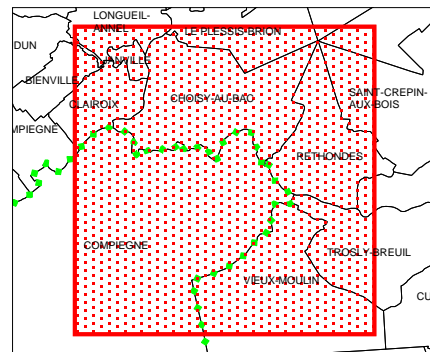 LONGUEIL-
ANNEL
LE PLESSIS-BRION
DUN
JANVILLE
BIENVILLE
SAINT-CREPIN-
AUX-BOIS
CLAIROIX
CHOISY-AU-BAC
MPIEGNE
RETHONDES
COMPIEGNE
TROSLY-BREUIL
VIEUX-MOULIN
CU